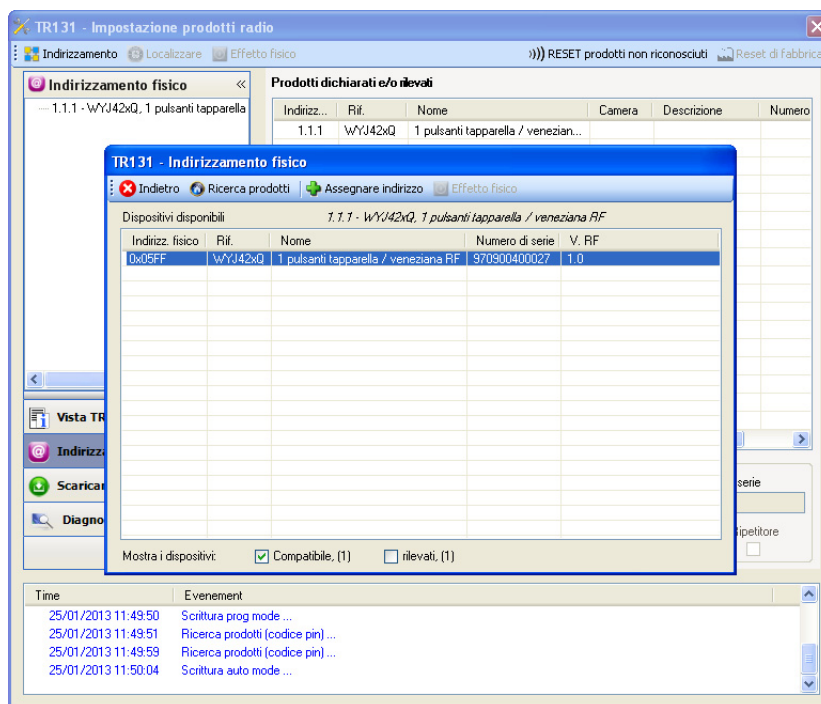 TR131 - Impostazione prodotti radio
Indirizzamento Localizzare Effetto fisico ))) RESET prodotti non riconosciuti Reset di fabbrica
Indirizzamento fisico «
Prodotti dichiarati e/o rilevati
1.1.1 - WYJ42xQ, 1 pulsanti tapparella
Indirizz... Rif. Nome Camera Descrizione Numero
1.1.1 WYJ42xQ 1 pulsanti tapparella / venezian...
TR131 - Indirizzamento fisico
Indietro Ricerca prodotti Assegnare indirizzo Effetto fisico
Dispositivi disponibili 1.1.1 - WYJ42xQ, 1 pulsanti tapparella / veneziana RF
Indirizz. fisico Rif. Nome Numero di serie V. RF
0x05FF WYJ42xQ 1 pulsanti tapparella / veneziana RF 970900400027 1.0
Vista TR
Indirizz
Scaricar
serie
Diagno
ipetitore
Mostra i dispositivi: Compatibile, (1) rilevati, (1)
Time Evenement
25/01/2013 11:49:50 Scrittura prog mode ...
25/01/2013 11:49:51 Ricerca prodotti (codice pin) ...
25/01/2013 11:49:59 Ricerca prodotti (codice pin) ...
25/01/2013 11:50:04 Scrittura auto mode ...